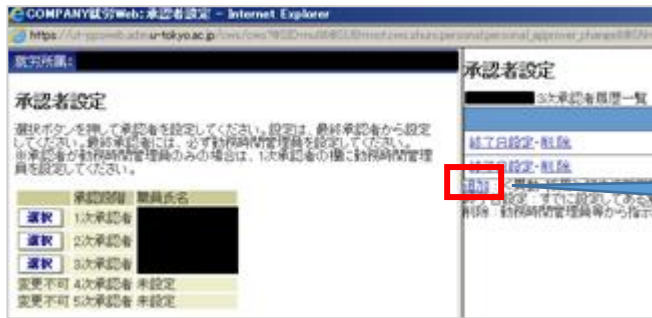 COMPANY就労Web: 承認者設定 - Internet Explorer
就労所属:
承認者設定
選択ボタンを押して承認者を設定してください。設定は、最終承認者から設定
してください。最終承認者には、必ず勤務時間管理員を設定してください。
※承認者が勤務時間管理員のみの場合は、1次承認者の欄に勤務時間管理
員を設定してください。
承認段階 職員氏名
選択 1次承認者
選択 2次承認者
選択 3次承認者
変更不可 4次承認者 未設定
変更不可 5次承認者 未設定
承認者設定
3次承認者履歴一覧
終了日設定・削除
終了日設定・削除
追加
削除:勤務時間管理員等から指示